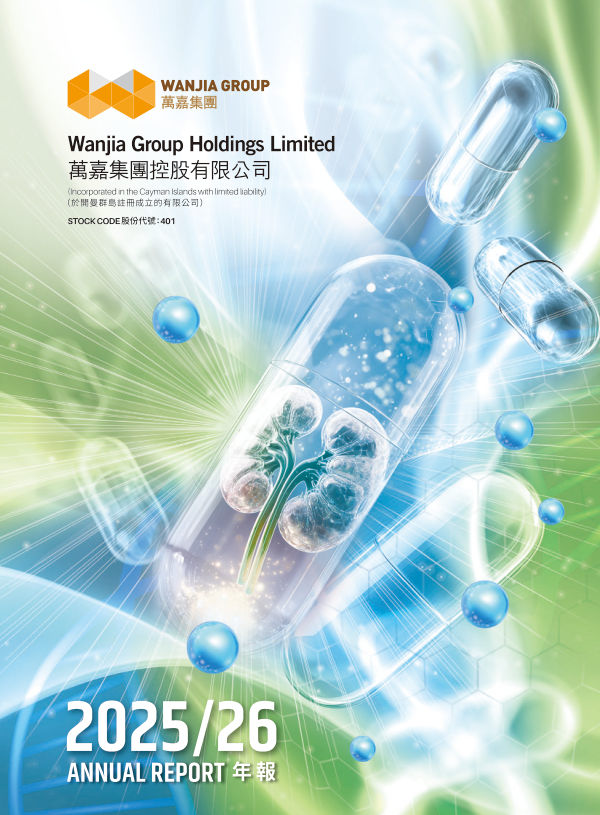 WANJIA GROUP
萬嘉集團
Wanjia Group Holdings Limited
萬嘉集團控股有限公司
(Incorporated in the Cayman Islands with limited liability)
(於開曼群島註冊成立的有限公司)
STOCK CODE 股份代號：401
2025/26
ANNUAL REPORT 年報